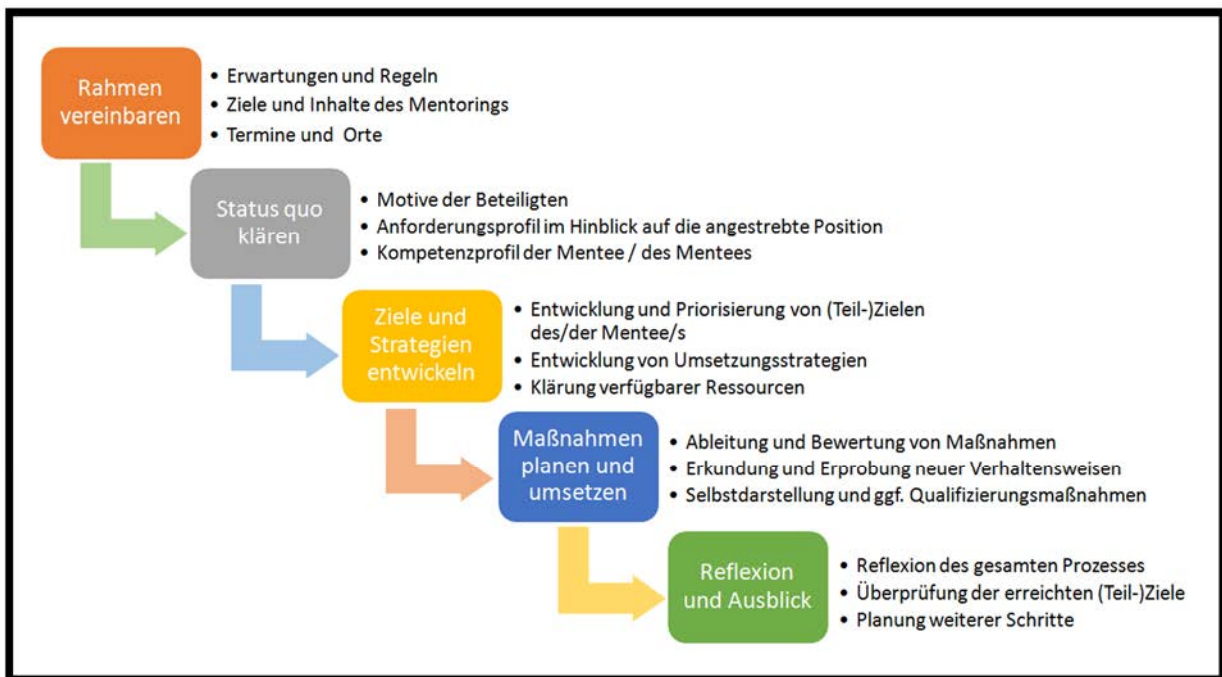 Rahmen
vereinbaren
• Erwartungen und Regeln
• Ziele und Inhalte des Mentorings
• Termine und Orte
Status quo
klären
• Motive der Beteiligten
• Anforderungsprofil im Hinblick auf die angestrebte Position
• Kompetenzprofil der Mentee / des Mentees
Ziele und
Strategien
entwickeln
• Entwicklung und Priorisierung von (Teil-)Zielen
des/der Mentee/s
• Entwicklung von Umsetzungsstrategien
• Klärung verfügbarer Ressourcen
Maßnahmen
planen und
umsetzen
• Ableitung und Bewertung von Maßnahmen
• Erkundung und Erprobung neuer Verhaltensweisen
• Selbstdarstellung und ggf. Qualifizierungsmaßnahmen
Reflexion
und Ausblick
• Reflexion des gesamten Prozesses
• Überprüfung der erreichten (Teil-)Ziele
• Planung weiterer Schritte